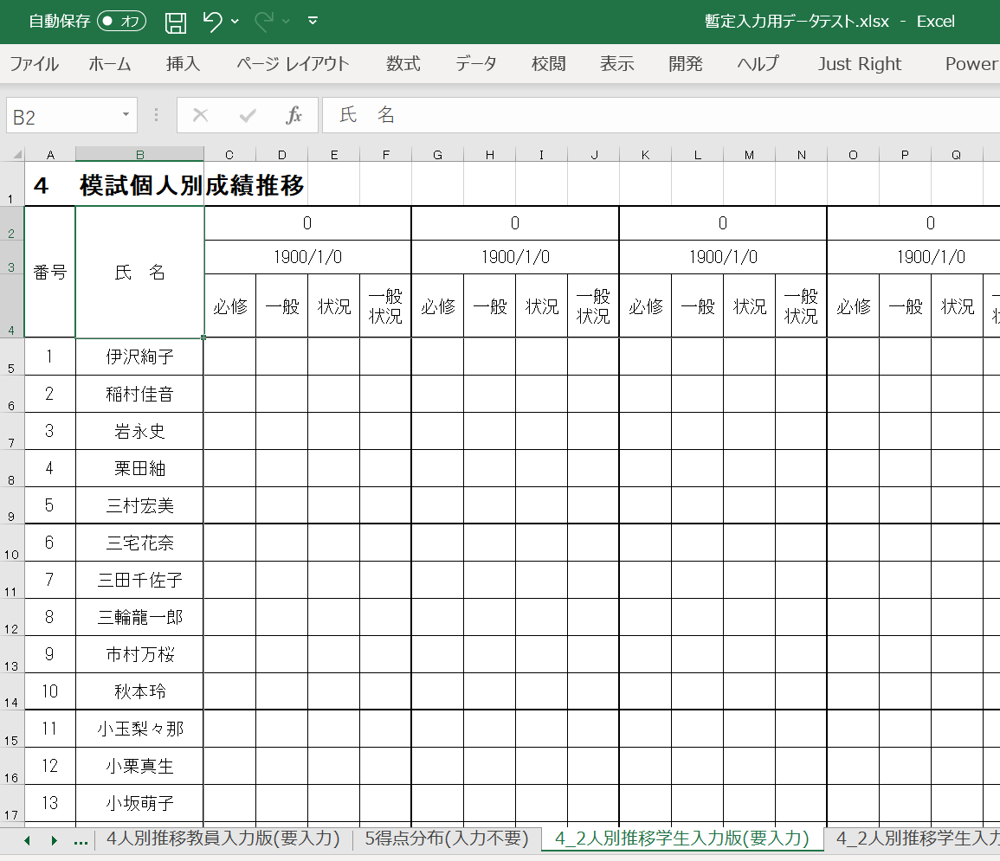 自動保存 オフ 暫定入力用データテスト.xlsx - Excel
ファイル ホーム 挿入 ページ レイアウト 数式 データ 校閲 表示 開発 ヘルプ Just Right Power
B2 fx 氏 名
A B C D E F G H I J K L M N O P Q
1 4 模試個人別成績推移
2 0 0 0 0
3 1900/1/0 1900/1/0 1900/1/0 1900/1/0
番号 氏 名
4 必修 一般 状況 一般状況 必修 一般 状況 一般状況 必修 一般 状況 一般状況 必修 一般 状況
5 1 伊沢絢子
6 2 稲村佳音
7 3 岩永史
8 4 栗田紬
9 5 三村宏美
10 6 三宅花奈
11 7 三田千佐子
12 8 三輪龍一郎
13 9 市村万桜
14 10 秋本玲
15 11 小玉梨々那
16 12 小栗真生
17 13 小坂萌子
... 4人別推移教員入力版(要入力) 5得点分布(入力不要) 4_2人別推移学生入力版(要入力) 4_2人別推移学生入力